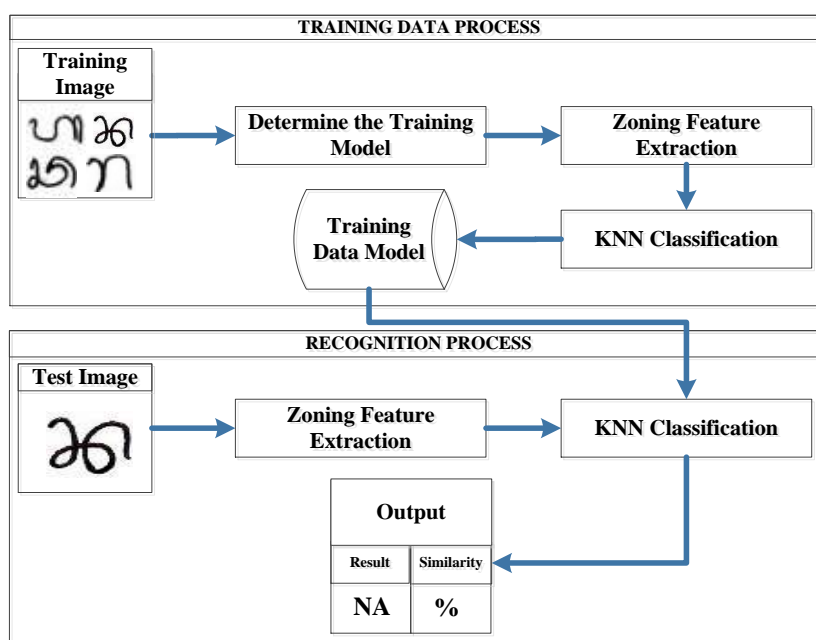 TRAINING DATA PROCESS
Training
Image
Determine the Training
Model
Zoning Feature
Extraction
KNN Classification
Training
Data Model
RECOGNITION PROCESS
Test Image
Zoning Feature
Extraction
KNN Classification
Output
Result Similarity
NA %